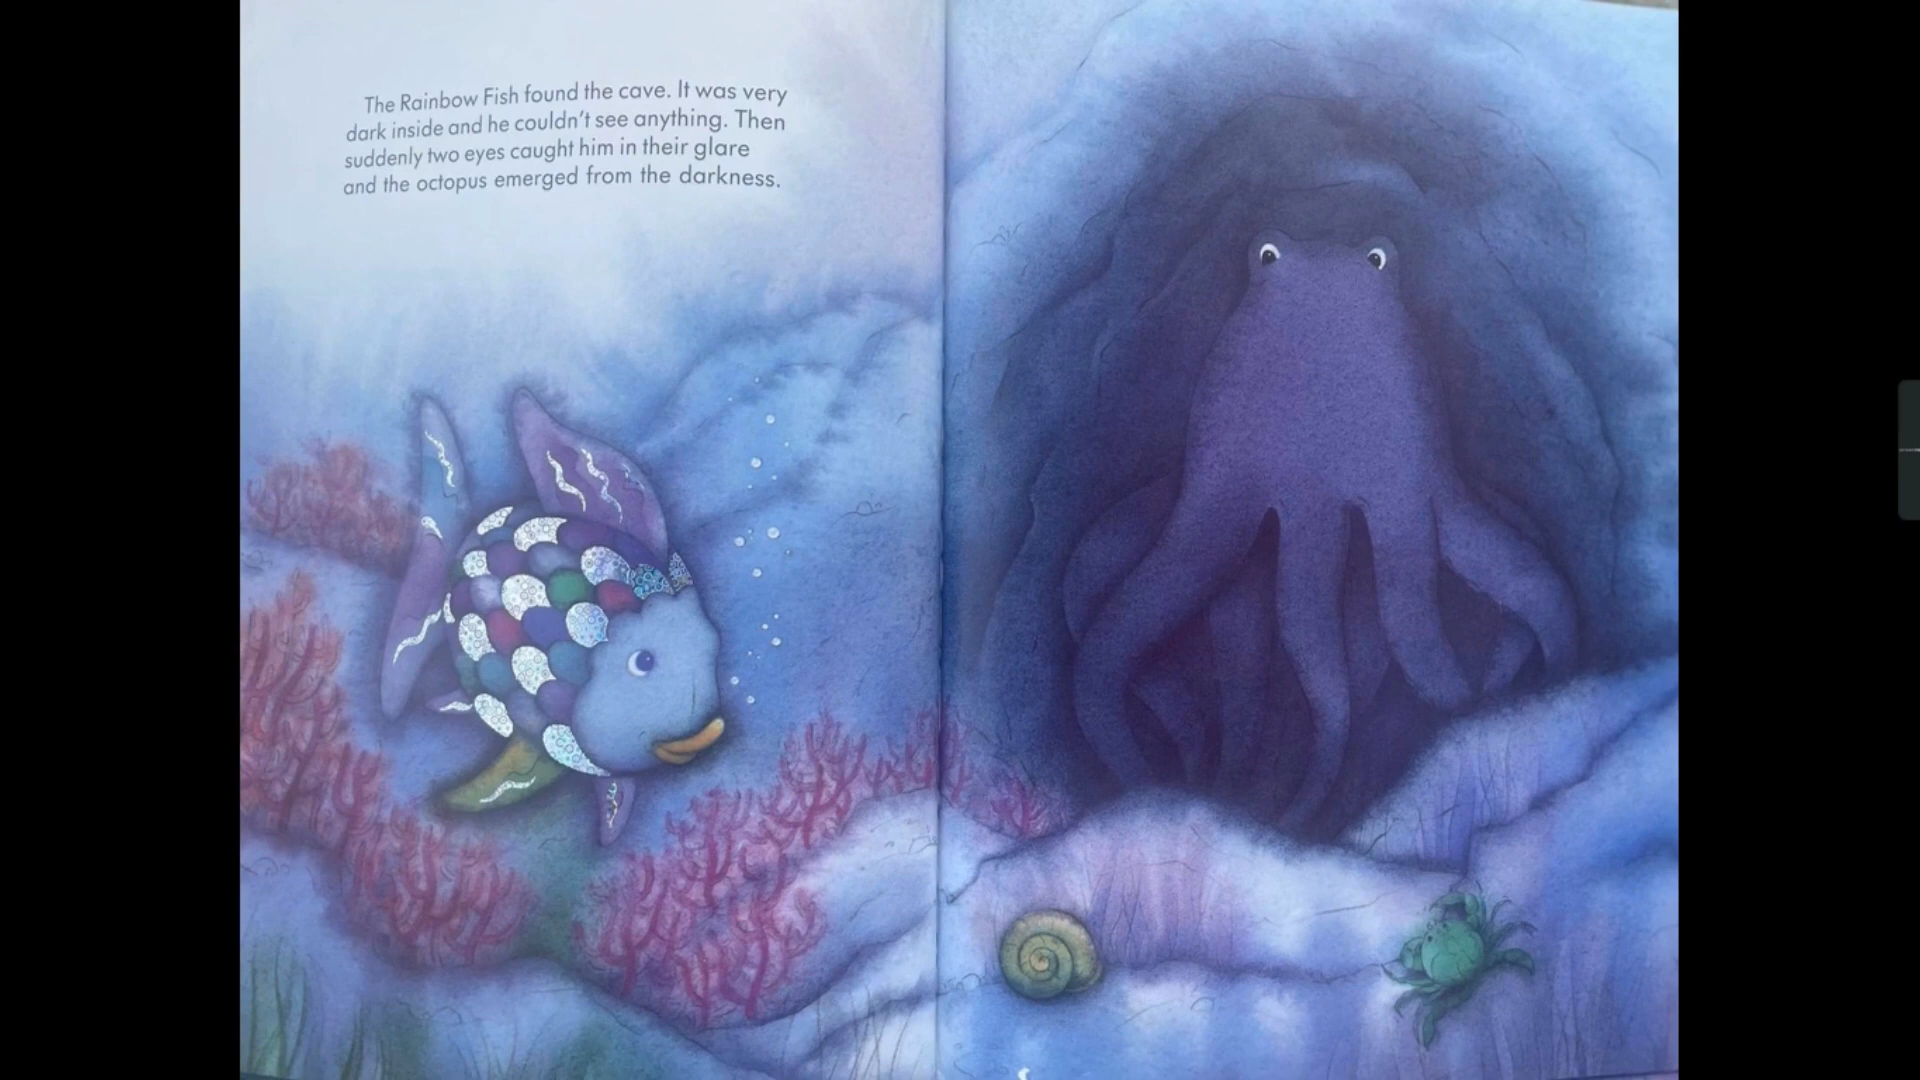 The Rainbow Fish found the cave. It was very
dark inside and he couldn't see anything. Then
suddenly two eyes caught him in their glare
and the octopus emerged from the darkness.